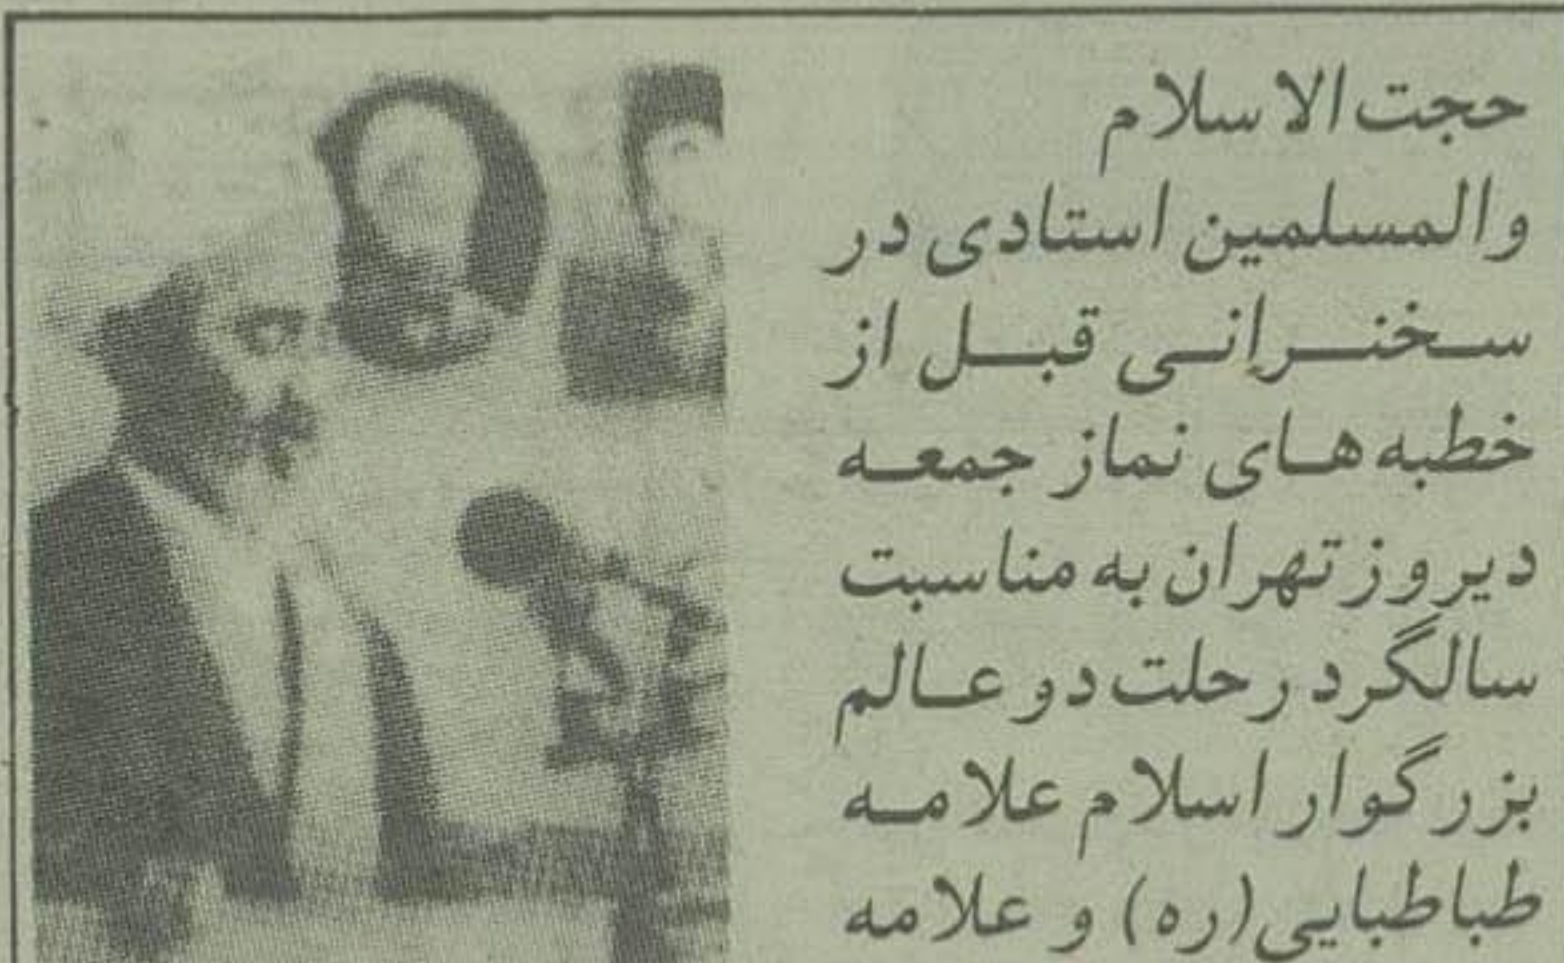 حجت الاسلام
والمسلمین استادی در
سخنرانی قبل از
خطبه های نماز جمعه
دیروز تهران به مناسبت
سالگرد رحلت دو عالم
بزرگوار اسلام علامه
طباطبایی (ره) و علامه